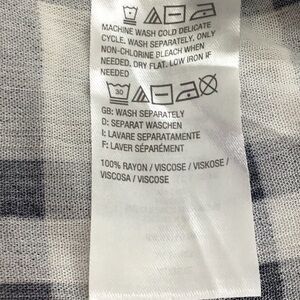 MACHINE WASH COLD DELICATE
CYCLE. WASH SEPARATELY. ONLY
NON-CHLORINE BLEACH WHEN
NEEDED. DRY FLAT. LOW IRON IF
NEEDED
30
GB: WASH SEPARATELY
D: SEPARAT WASCHEN
I: LAVARE SEPARATAMENTE
F: LAVER SÉPARÉMENT
100% RAYON / VISCOSE / VISKOSE /
VISCOSA / VISCOSE